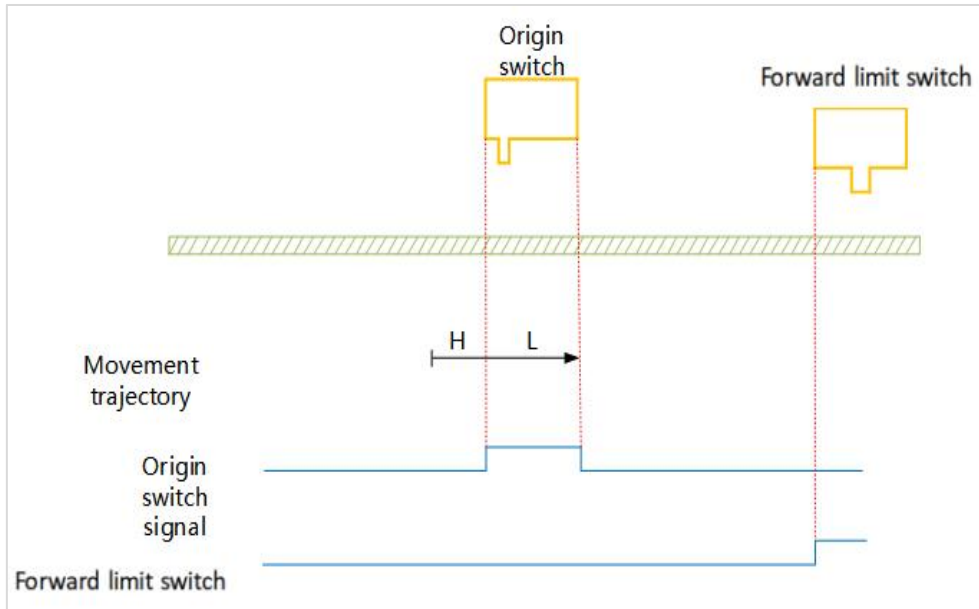 Origin
switch
Forward limit switch
H
L
Movement
trajectory
Origin
switch
signal
Forward limit switch